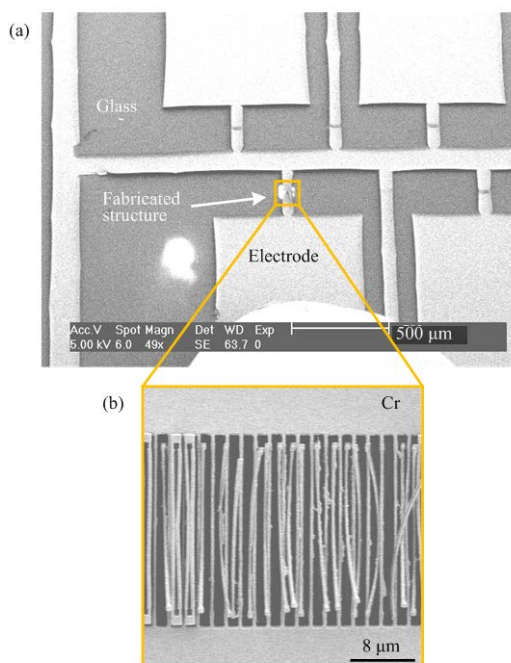 (a)
Glass
Fabricated
structure
Electrode
Acc.V Spot Magn Det WD Exp
5.00 kV 6.0 49x SE 63.7 0
500 μm
(b)
Cr
8 μm